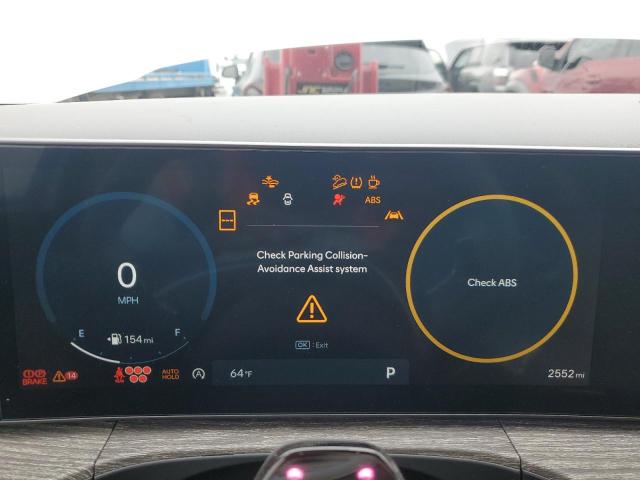 ABS
Check Parking Collision-
Avoidance Assist system
OK : Exit
0
MPH
E F
154 mi
Check ABS
BRAKE
14
AUTO
HOLD
A
64°F
P
2552 mi